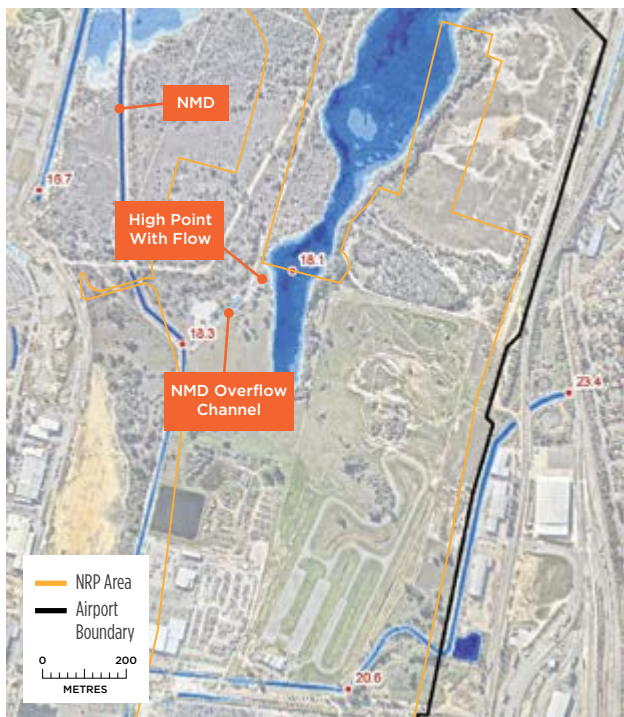 NMD
16.7
High Point
With Flow
18.1
18.3
NMD Overflow
Channel
23.4
NRP Area
Airport
Boundary
0 200
METRES
20.6